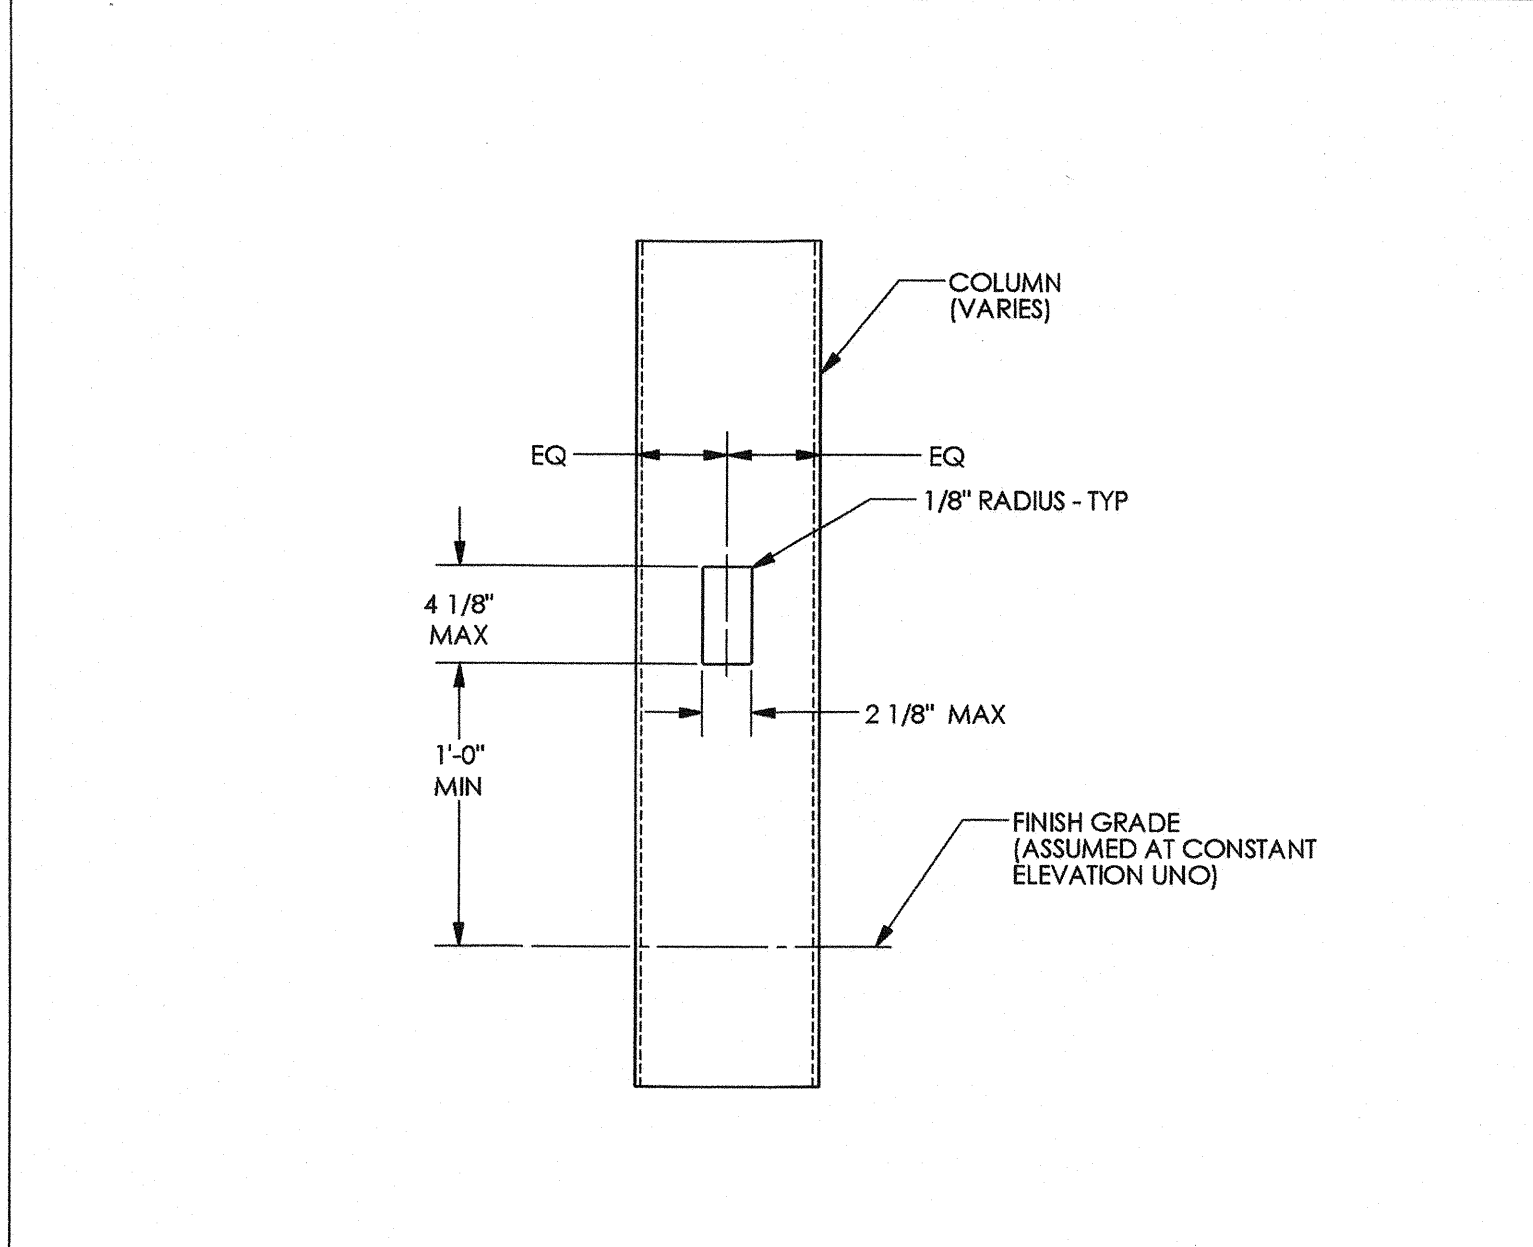 COLUMN
(VARIES)
EQ
EQ
1/8" RADIUS - TYP
4 1/8"
MAX
2 1/8" MAX
1'-0"
MIN
FINISH GRADE
(ASSUMED AT CONSTANT
ELEVATION UNO)